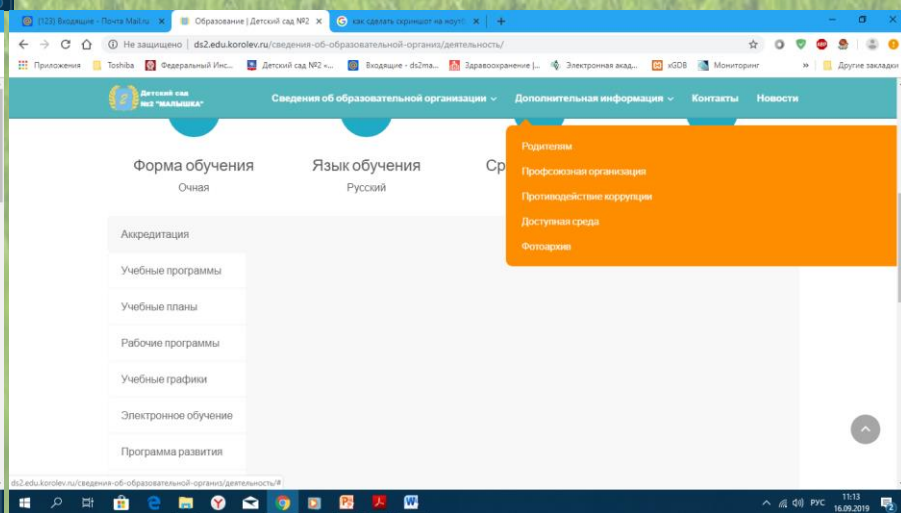 (123) Входящие - Почта Mail.ru
Образование | Детский сад №2
как сделать скриншот на ноутб
Не защищено | ds2.edu.korolev.ru/сведения-об-образовательной-организ/деятельность/
Приложения
Toshiba
Федеральный Инс...
Детский сад №2 «...
Входящие - ds2ma...
Здравоохранение |...
Электронная акад...
xGDB
Мониторинг
»
Другие закладки
Детский сад
№2 "МАЛЫШКА"
Сведения об образовательной организации
Дополнительная информация
Контакты
Новости
Родителям
Профсоюзная организация
Противодействие коррупции
Доступная среда
Фотоархив
Форма обучения
Язык обучения
Ср
Очная
Русский
Аккредитация
Учебные программы
Учебные планы
Рабочие программы
Учебные графики
Электронное обучение
Программа развития
ds2.edu.korolev.ru/сведения-об-образовательной-организ/деятельность/#
РУС
11:13
16.09.2019